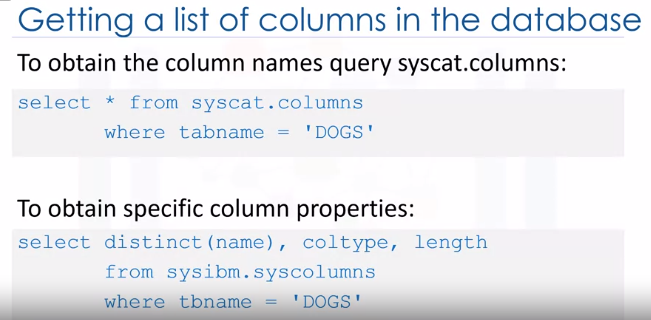 Getting a list of columns in the database
To obtain the column names query syscat.columns:
select * from syscat.columns
where tabname = 'DOGS'
To obtain specific column properties:
select distinct(name), coltype, length
from sysibm.syscolumns
where tbname = 'DOGS'